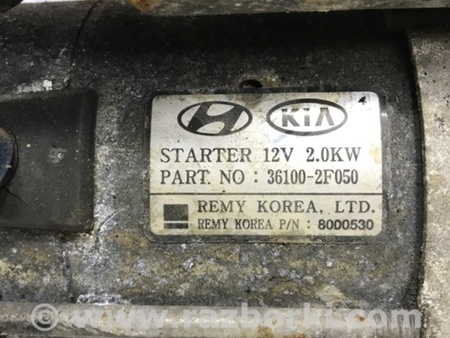 KIA
STARTER 12V 2.0KW
PART. NO : 36100-2F050
REMY KOREA, LTD.
REMY KOREA P/N : 8000530
www.razborki.com